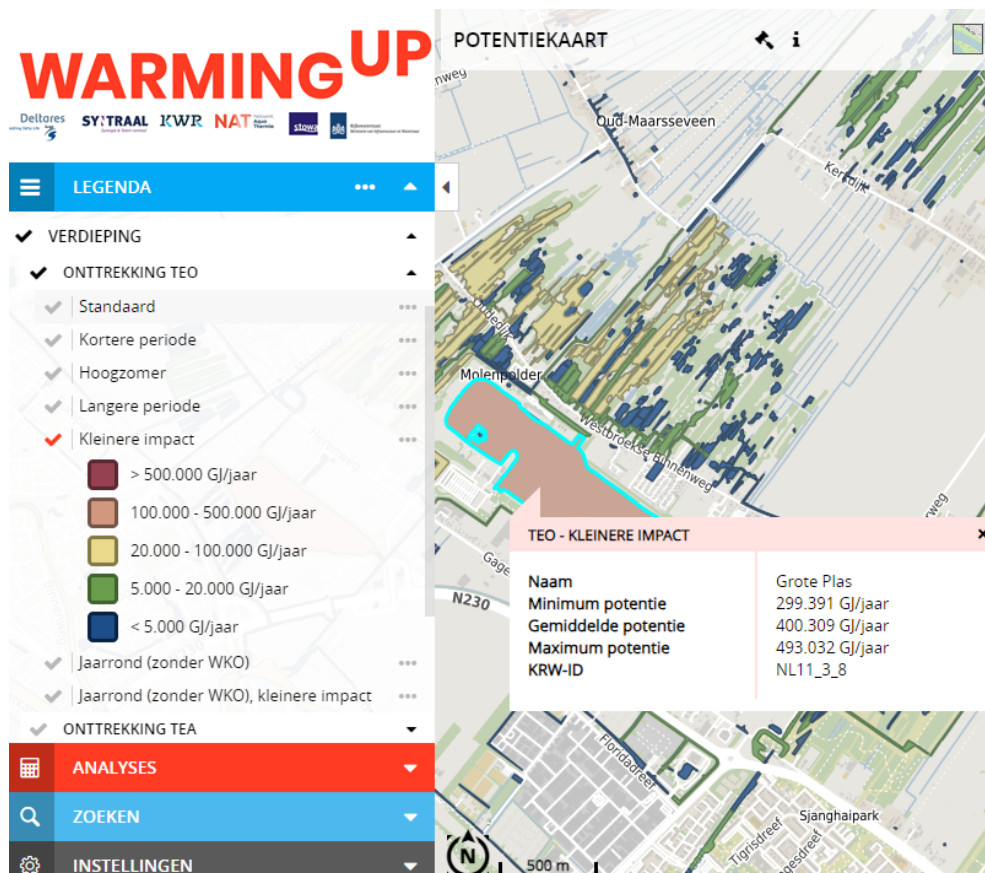 WARMINGUP
Deltares
SYNTRAAL KWR NAT
stowa
LEGENDA
VERDIEPING
ONTTREKKING TEO
Standaard
Kortere periode
Hoogzomer
Langere periode
Kleinere impact
> 500.000 GJ/jaar
100.000 - 500.000 GJ/jaar
20.000 - 100.000 GJ/jaar
5.000 - 20.000 GJ/jaar
< 5.000 GJ/jaar
Jaarrond (zonder WKO)
Jaarrond (zonder WKO), kleinere impact
ONTTREKKING TEA
ANALYSES
ZOEKEN
INSTELLINGEN
POTENTIEKAART
nweg
Oud-Maarsseveen
Kerkdijk
Oudedijk
Molenpolder
Westbroekse Binnenweg
rweg
Gage
N230
TEO - KLEINERE IMPACT
Naam Grote Plas
Minimum potentie 299.391 GJ/jaar
Gemiddelde potentie 400.309 GJ/jaar
Maximum potentie 493.032 GJ/jaar
KRW-ID NL11_3_8
Floridadreef
Sjanghaipark
Tigrisdreef
gesdreef
N
500 m